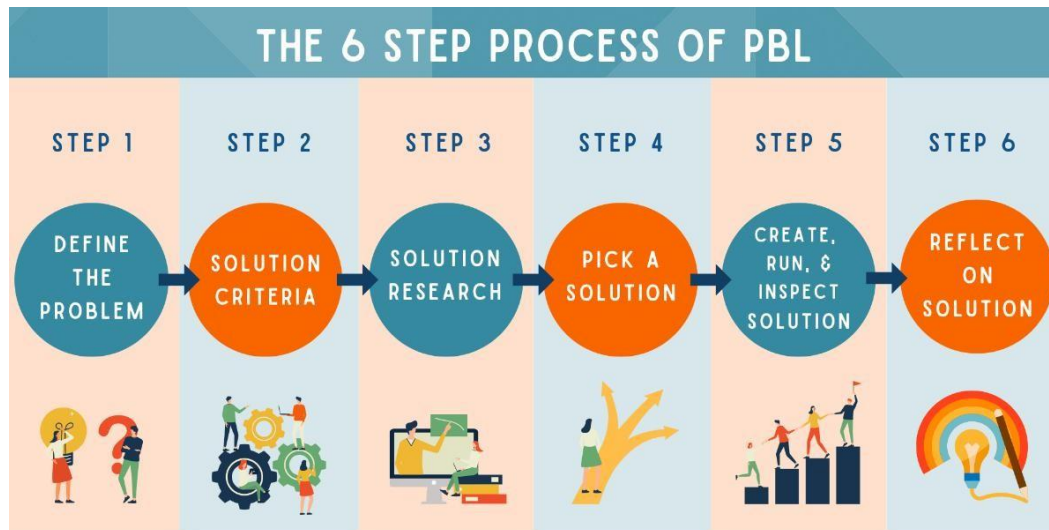 THE 6 STEP PROCESS OF PBL
STEP 1
DEFINE
THE
PROBLEM
STEP 2
SOLUTION
CRITERIA
STEP 3
SOLUTION
RESEARCH
STEP 4
PICK A
SOLUTION
STEP 5
CREATE,
RUN, &
INSPECT
SOLUTION
STEP 6
REFLECT
ON
SOLUTION